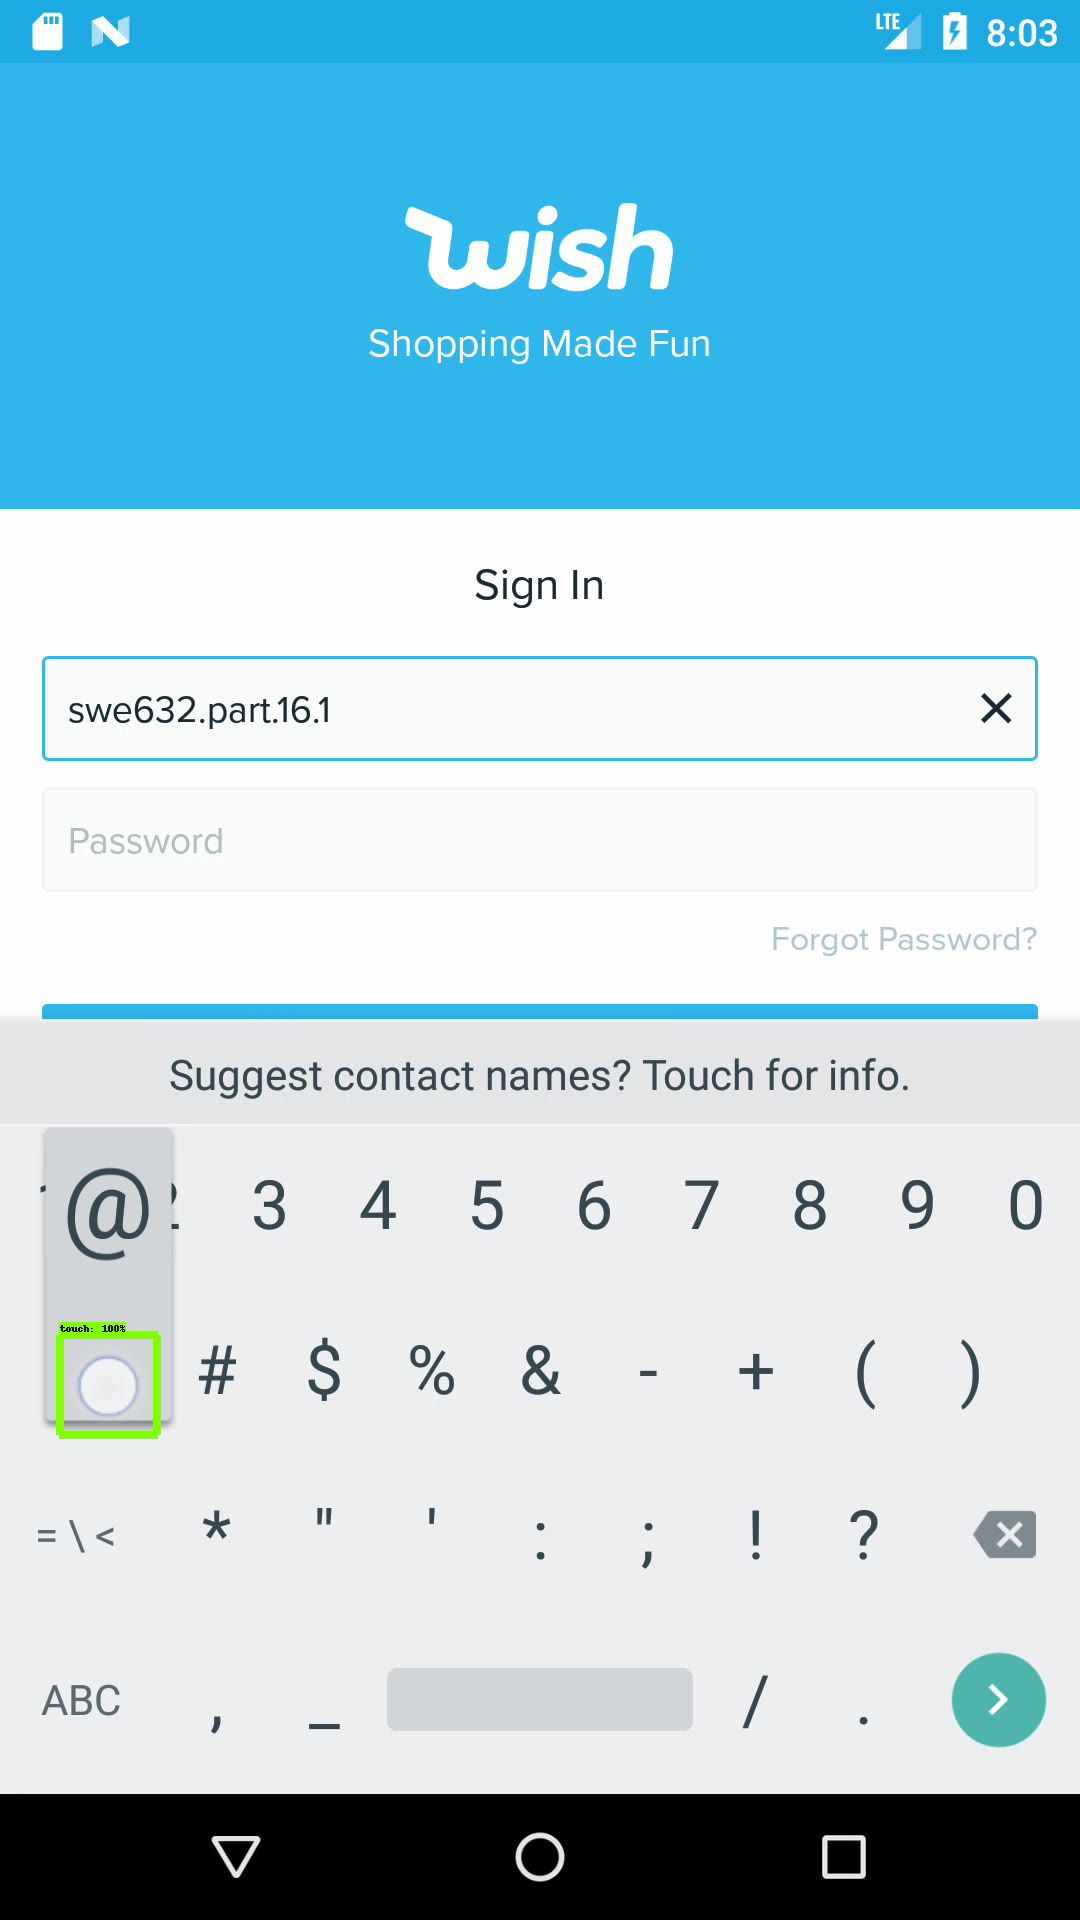 LTE 8:03
wish
Shopping Made Fun
Sign In
swe632.part.16.1
Password
Forgot Password?
Suggest contact names? Touch for info.
@ 3 4 5 6 7 8 9 0
touch: 100%
# $ % & - + ( )
= \ < * " ' : ; ! ?
ABC , _ / .